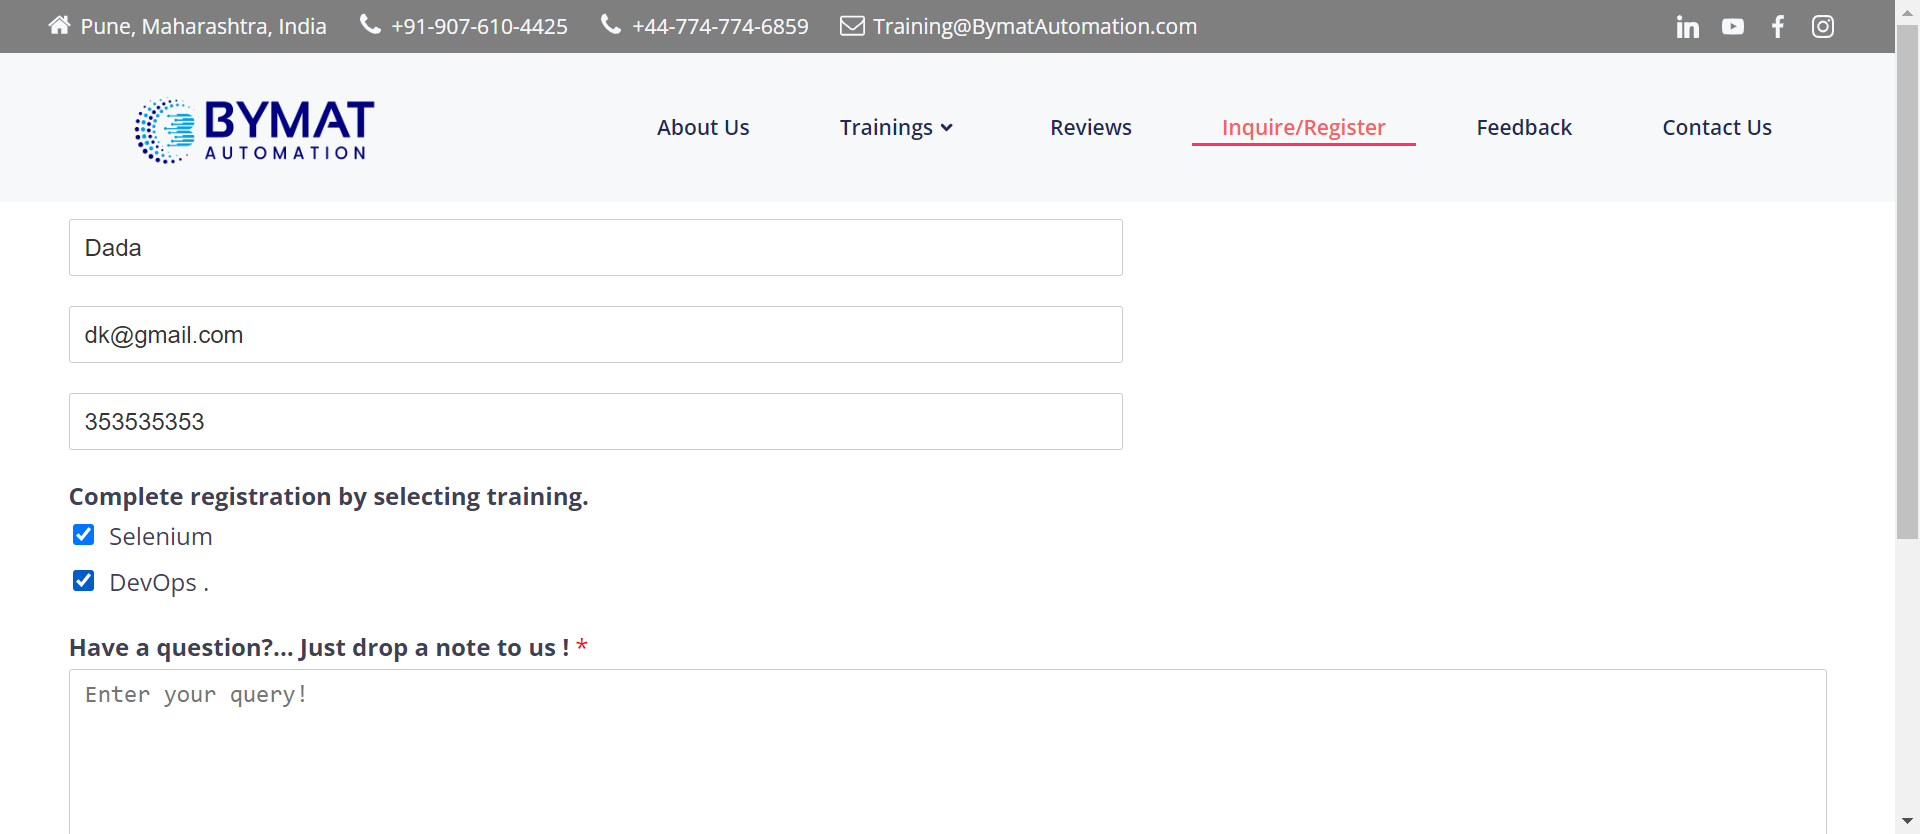 Pune, Maharashtra, India +91-907-610-4425 +44-774-774-6859 Training@BymatAutomation.com
BYMAT
AUTOMATION
About Us Trainings Reviews Inquire/Register Feedback Contact Us
Dada
dk@gmail.com
353535353
Complete registration by selecting training.
Selenium
DevOps .
Have a question?... Just drop a note to us ! *
Enter your query!